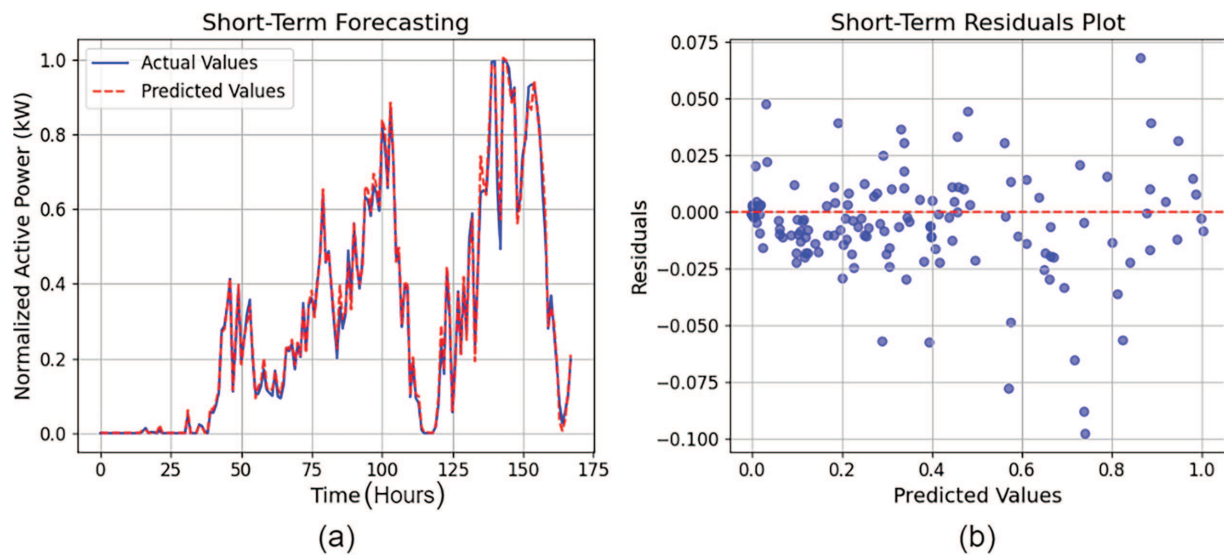 Short-Term Forecasting
Actual Values
Predicted Values
1.0
0.8
0.6
0.4
0.2
0.0
Normalized Active Power (kW)
0
25
50
75
100
125
150
175
Time (Hours)
(a)
Short-Term Residuals Plot
0.075
0.050
0.025
0.000
−0.025
−0.050
−0.075
−0.100
Residuals
0.0
0.2
0.4
0.6
0.8
1.0
Predicted Values
(b)